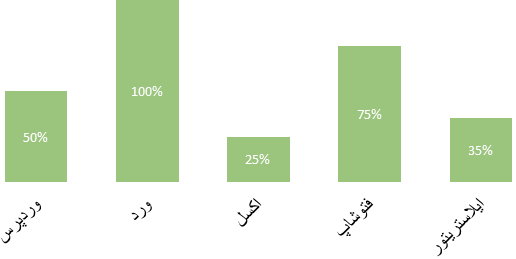 50%
100%
25%
75%
35%
وردپرس
ورد
اکسل
فتوشاپ
ایلاستریتور